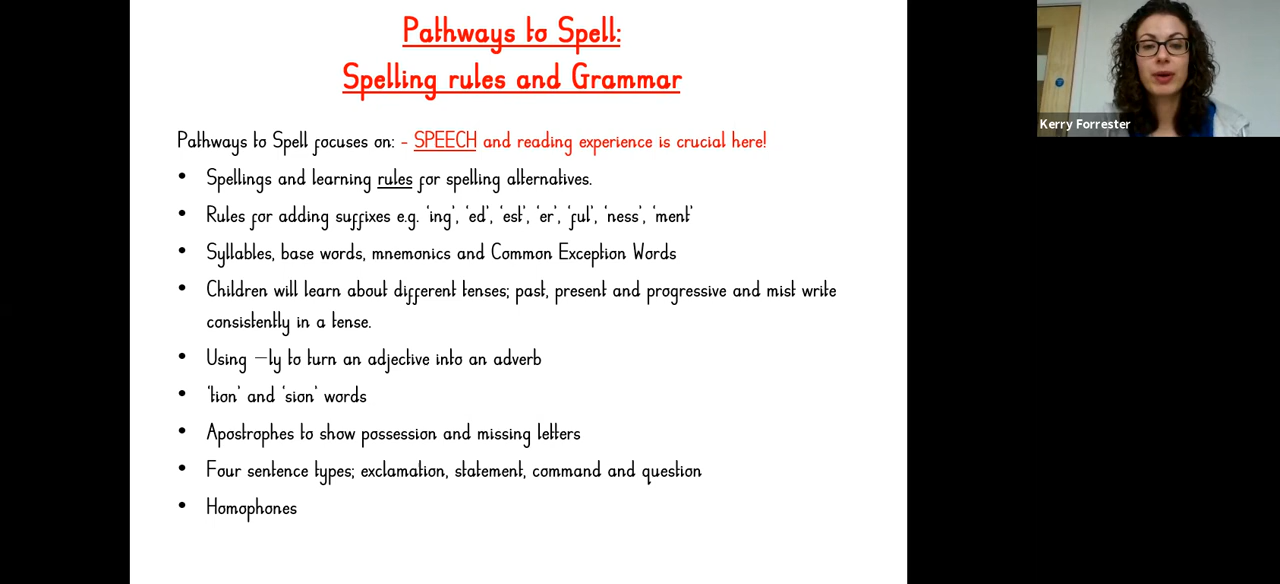 Pathways to Spell:
Spelling rules and Grammar
Pathways to Spell focuses on: - SPEECH and reading experience is crucial here!
• Spellings and learning rules for spelling alternatives.
• Rules for adding suffixes e.g. ‘ing’, ‘ed’, ‘est’, ‘er’, ‘ful’, ‘ness’, ‘ment’
• Syllables, base words, mnemonics and Common Exception Words
• Children will learn about different tenses; past, present and progressive and mist write
consistently in a tense.
• Using –ly to turn an adjective into an adverb
• ‘tion’ and ‘sion’ words
• Apostrophes to show possession and missing letters
• Four sentence types; exclamation, statement, command and question
• Homophones
Kerry Forrester